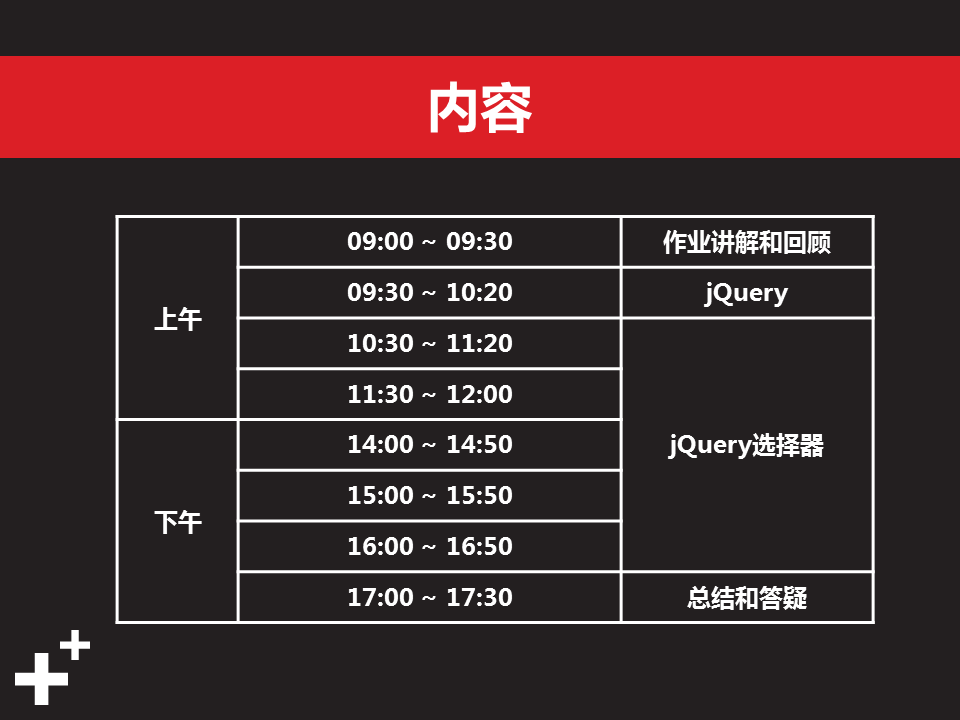 内容
上午
09:00 ~ 09:30
作业讲解和回顾
09:30 ~ 10:20
jQuery
10:30 ~ 11:20
11:30 ~ 12:00
jQuery选择器
下午
14:00 ~ 14:50
15:00 ~ 15:50
16:00 ~ 16:50
17:00 ~ 17:30
总结和答疑